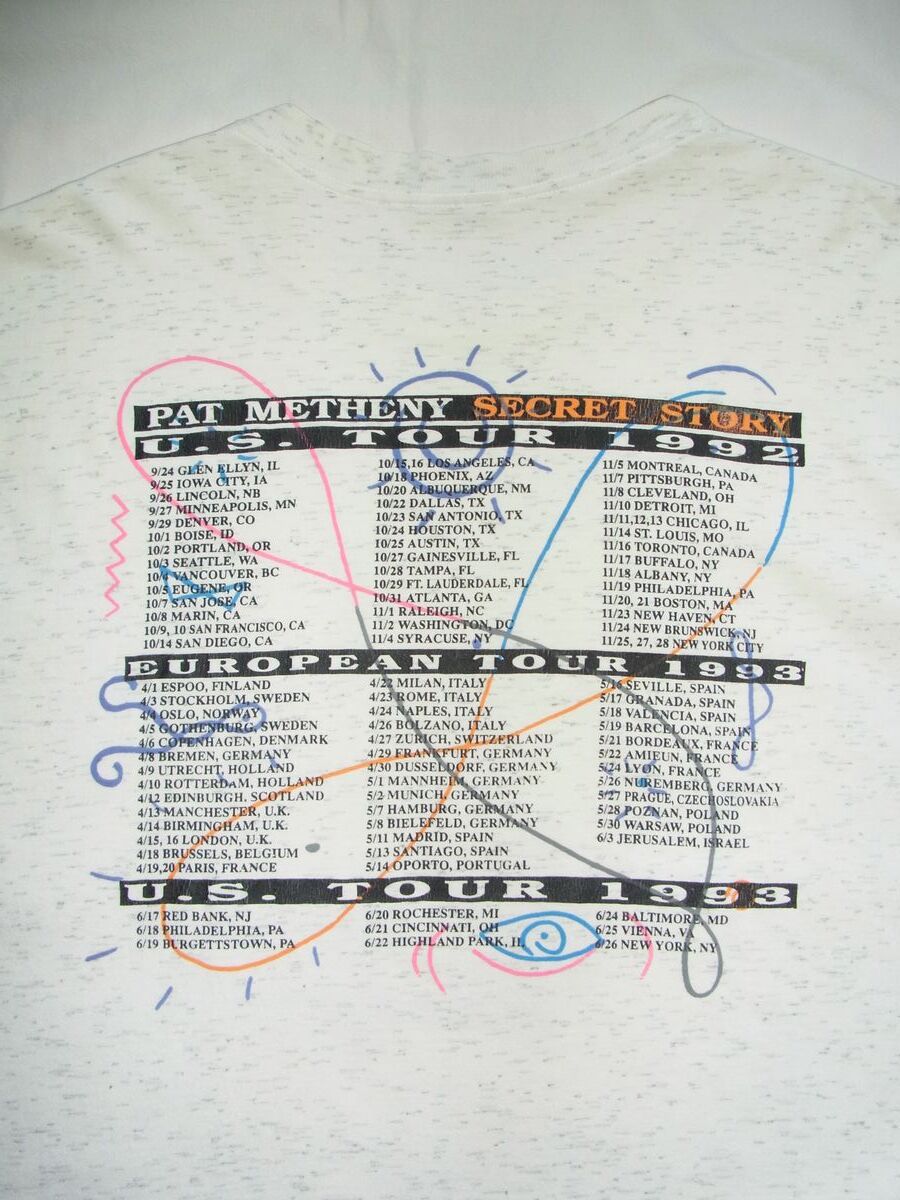 PAT METHENY SECRET STORY
U.S. TOUR 1992
9/24 GLEN ELLYN, IL
9/25 IOWA CITY, IA
9/26 LINCOLN, NB
9/27 MINNEAPOLIS, MN
9/29 DENVER, CO
10/1 BOISE, ID
10/2 PORTLAND, OR
10/3 SEATTLE, WA
10/4 VANCOUVER, BC
10/5 EUGENE, OR
10/7 SAN JOSE, CA
10/8 MARIN, CA
10/9, 10 SAN FRANCISCO, CA
10/14 SAN DIEGO, CA
10/15,16 LOS ANGELES, CA
10/18 PHOENIX, AZ
10/20 ALBUQUERQUE, NM
10/22 DALLAS, TX
10/23 SAN ANTONIO, TX
10/24 HOUSTON, TX
10/25 AUSTIN, TX
10/27 GAINESVILLE, FL
10/28 TAMPA, FL
10/29 FT. LAUDERDALE, FL
10/31 ATLANTA, GA
11/1 RALEIGH, NC
11/2 WASHINGTON, DC
11/4 SYRACUSE, NY
11/5 MONTREAL, CANADA
11/7 PITTSBURGH, PA
11/8 CLEVELAND, OH
11/10 DETROIT, MI
11/11,12,13 CHICAGO, IL
11/14 ST. LOUIS, MO
11/16 TORONTO, CANADA
11/17 BUFFALO, NY
11/18 ALBANY, NY
11/19 PHILADELPHIA, PA
11/20, 21 BOSTON, MA
11/23 NEW HAVEN, CT
11/24 NEW BRUNSWICK, NJ
11/25, 27, 28 NEW YORK CITY
EUROPEAN TOUR 1993
4/1 ESPOO, FINLAND
4/3 STOCKHOLM, SWEDEN
4/4 OSLO, NORWAY
4/5 GOTHENBURG, SWEDEN
4/6 COPENHAGEN, DENMARK
4/8 BREMEN, GERMANY
4/9 UTRECHT, HOLLAND
4/10 ROTTERDAM, HOLLAND
4/12 EDINBURGH, SCOTLAND
4/13 MANCHESTER, U.K.
4/14 BIRMINGHAM, U.K.
4/15, 16 LONDON, U.K.
4/18 BRUSSELS, BELGIUM
4/19,20 PARIS, FRANCE
4/22 MILAN, ITALY
4/23 ROME, ITALY
4/24 NAPLES, ITALY
4/26 BOLZANO, ITALY
4/27 ZURICH, SWITZERLAND
4/29 FRANKFURT, GERMANY
4/30 DUSSELDORF, GERMANY
5/1 MANNHEIM, GERMANY
5/2 MUNICH, GERMANY
5/7 HAMBURG, GERMANY
5/8 BIELEFELD, GERMANY
5/11 MADRID, SPAIN
5/13 SANTIAGO, SPAIN
5/14 OPORTO, PORTUGAL
5/16 SEVILLE, SPAIN
5/17 GRANADA, SPAIN
5/18 VALENCIA, SPAIN
5/19 BARCELONA, SPAIN
5/21 BORDEAUX, FRANCE
5/22 AMIEUN, FRANCE
5/24 LYON, FRANCE
5/26 NUREMBERG, GERMANY
5/27 PRAGUE, CZECHOSLOVAKIA
5/28 POZNAN, POLAND
5/30 WARSAW, POLAND
6/3 JERUSALEM, ISRAEL
U.S. TOUR 1993
6/17 RED BANK, NJ
6/18 PHILADELPHIA, PA
6/19 BURGETTSTOWN, PA
6/20 ROCHESTER, MI
6/21 CINCINNATI, OH
6/22 HIGHLAND PARK, IL
6/24 BALTIMORE, MD
6/25 VIENNA, VA
6/26 NEW YORK, NY